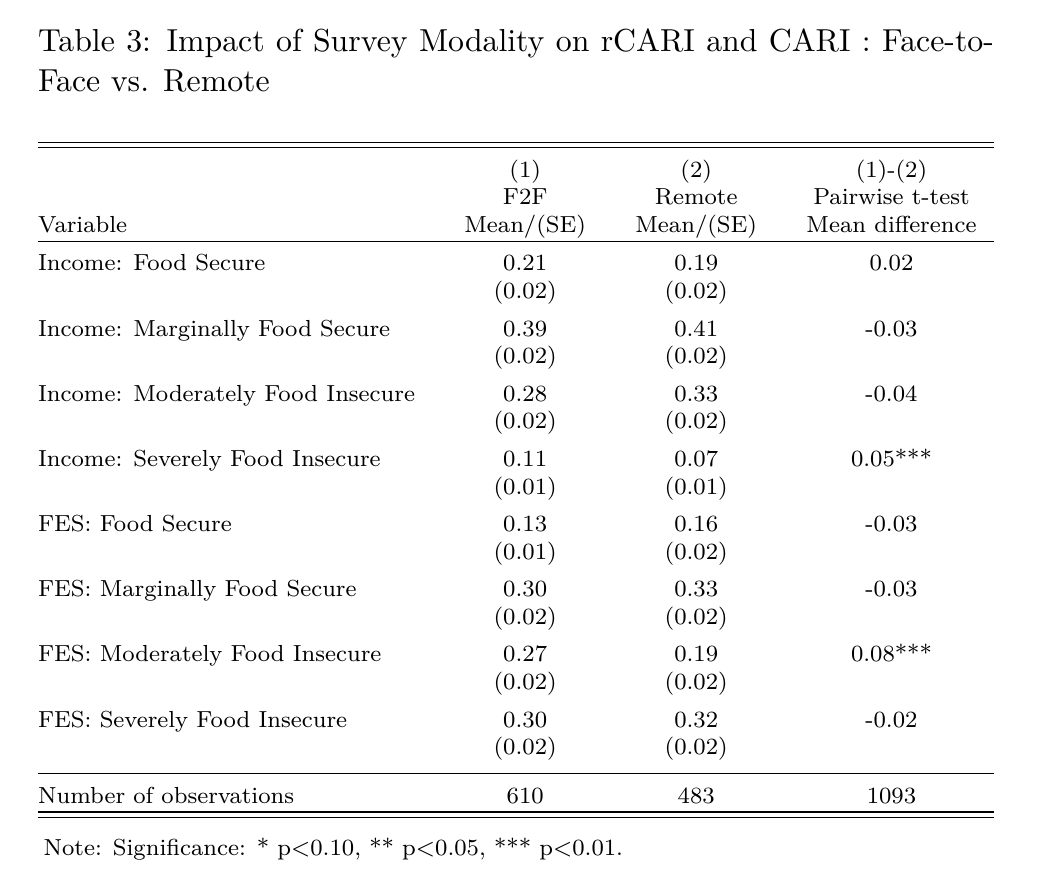 Table 3: Impact of Survey Modality on rCARI and CARI : Face-to-
Face vs. Remote
(1) (2) (1)-(2)
F2F Remote Pairwise t-test
Variable Mean/(SE) Mean/(SE) Mean difference
Income: Food Secure 0.21 0.19 0.02
(0.02) (0.02)
Income: Marginally Food Secure 0.39 0.41 -0.03
(0.02) (0.02)
Income: Moderately Food Insecure 0.28 0.33 -0.04
(0.02) (0.02)
Income: Severely Food Insecure 0.11 0.07 0.05***
(0.01) (0.01)
FES: Food Secure 0.13 0.16 -0.03
(0.01) (0.02)
FES: Marginally Food Secure 0.30 0.33 -0.03
(0.02) (0.02)
FES: Moderately Food Insecure 0.27 0.19 0.08***
(0.02) (0.02)
FES: Severely Food Insecure 0.30 0.32 -0.02
(0.02) (0.02)
Number of observations 610 483 1093
Note: Significance: * p<0.10, ** p<0.05, *** p<0.01.